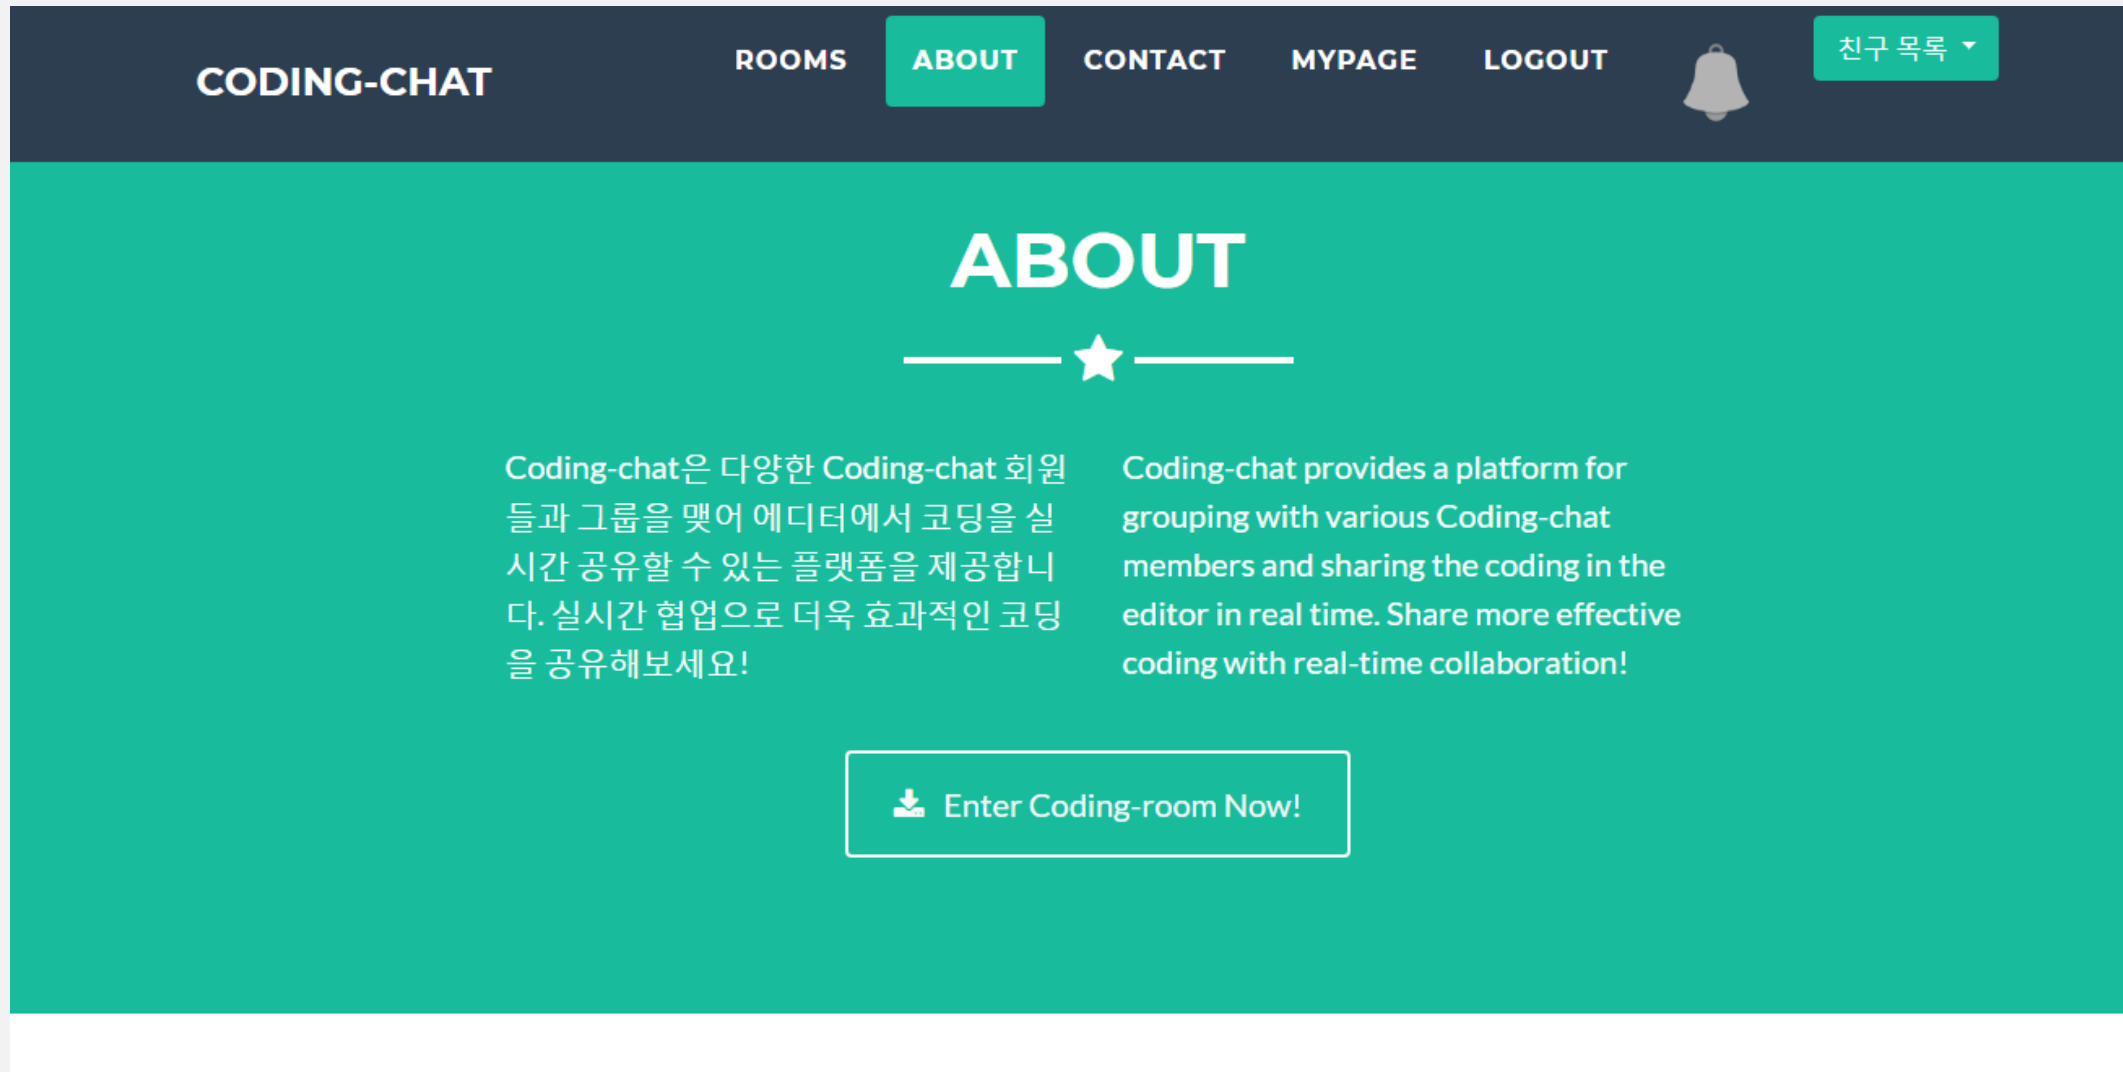 CODING-CHAT
ROOMS
ABOUT
CONTACT
MYPAGE
LOGOUT
친구 목록
ABOUT
Coding-chat은 다양한 Coding-chat 회원
들과 그룹을 맺어 에디터에서 코딩을 실
시간 공유할 수 있는 플랫폼을 제공합니
다. 실시간 협업으로 더욱 효과적인 코딩
을 공유해보세요!
Coding-chat provides a platform for
grouping with various Coding-chat
members and sharing the coding in the
editor in real time. Share more effective
coding with real-time collaboration!
Enter Coding-room Now!